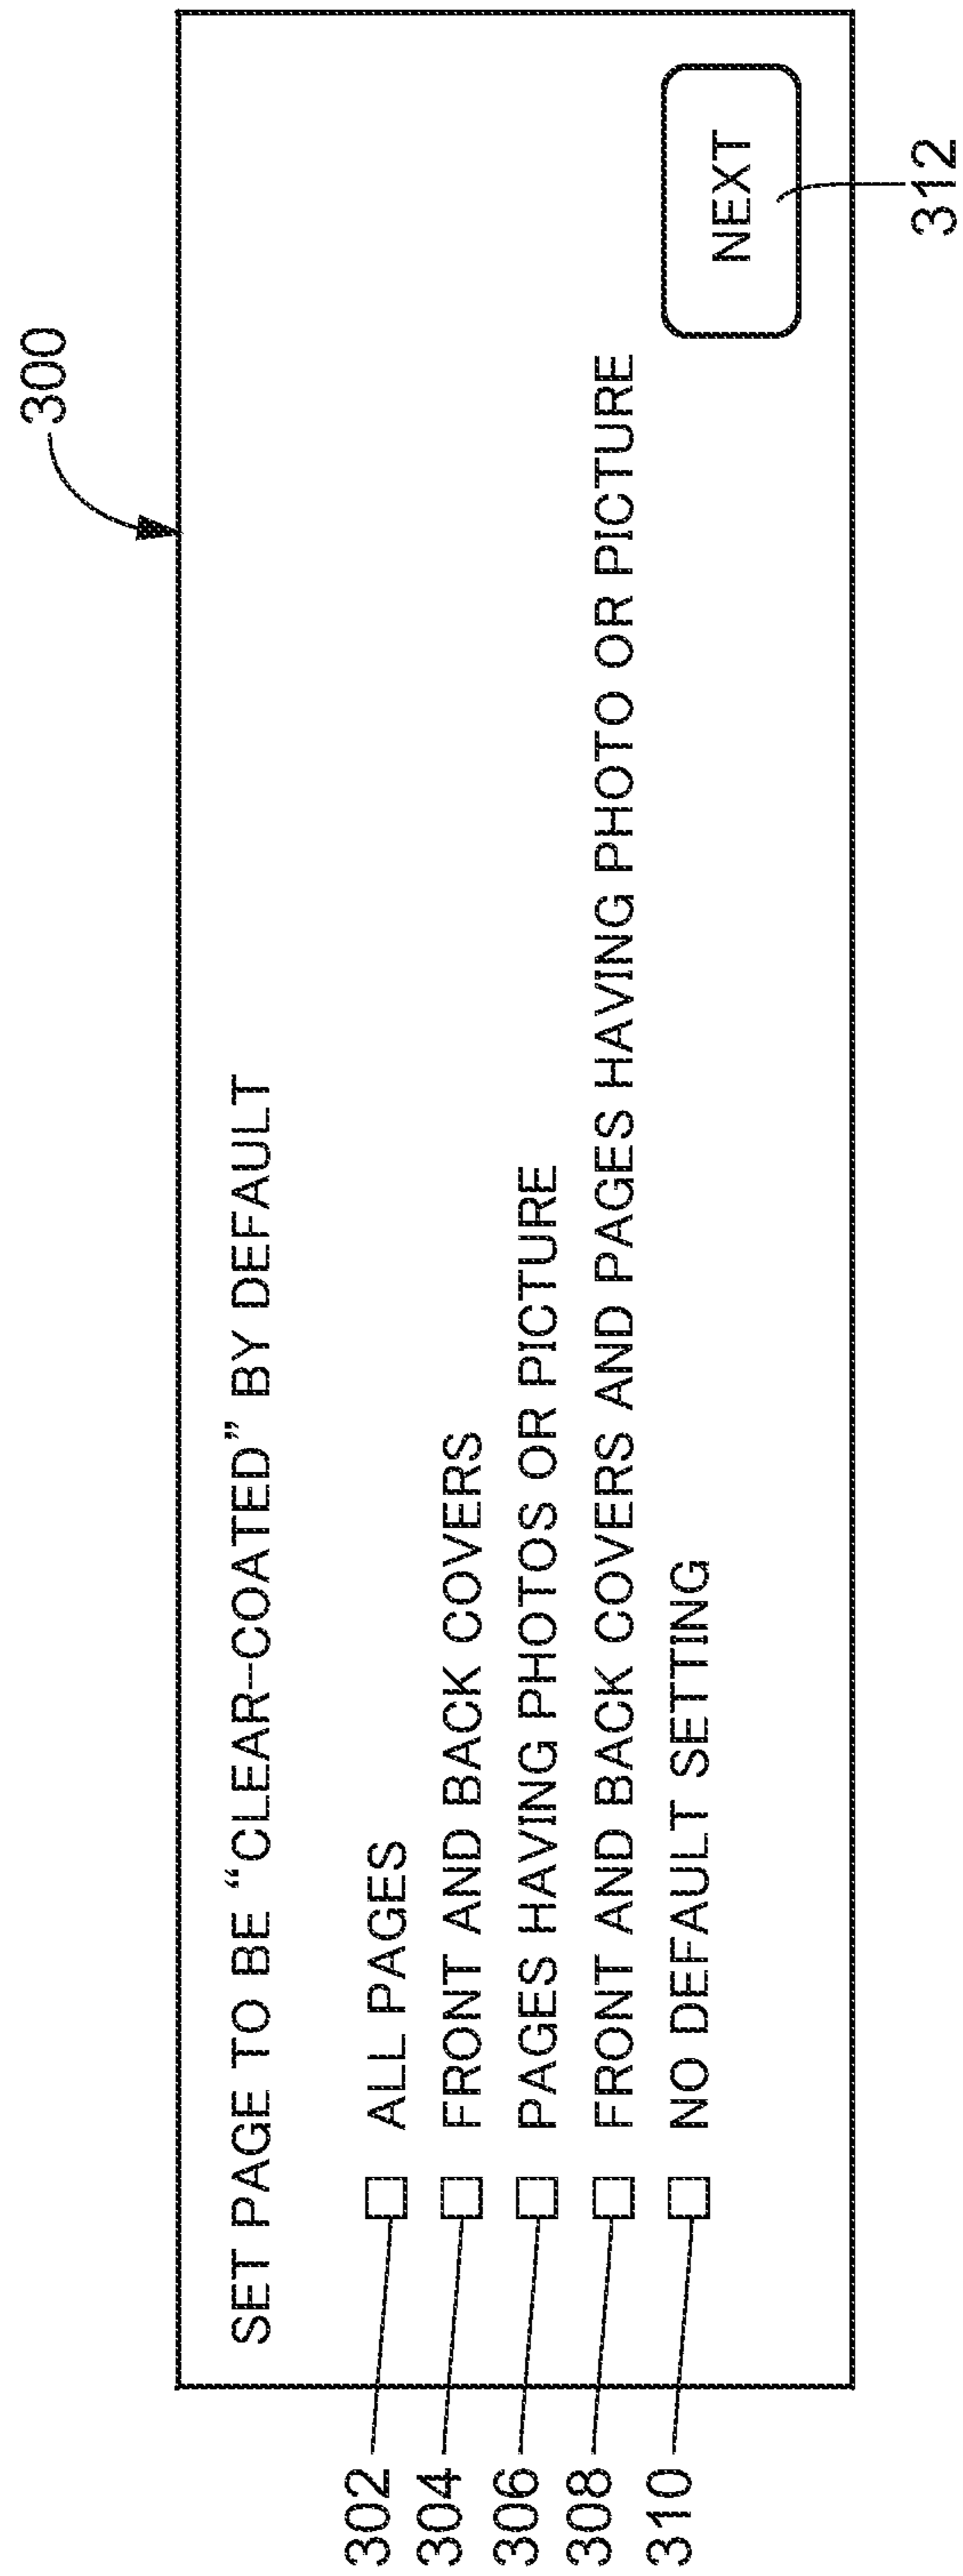 300
SET PAGE TO BE “CLEAR-COATED” BY DEFAULT
302 ALL PAGES
304 FRONT AND BACK COVERS
306 PAGES HAVING PHOTOS OR PICTURE
308 FRONT AND BACK COVERS AND PAGES HAVING PHOTO OR PICTURE
310 NO DEFAULT SETTING
NEXT
312